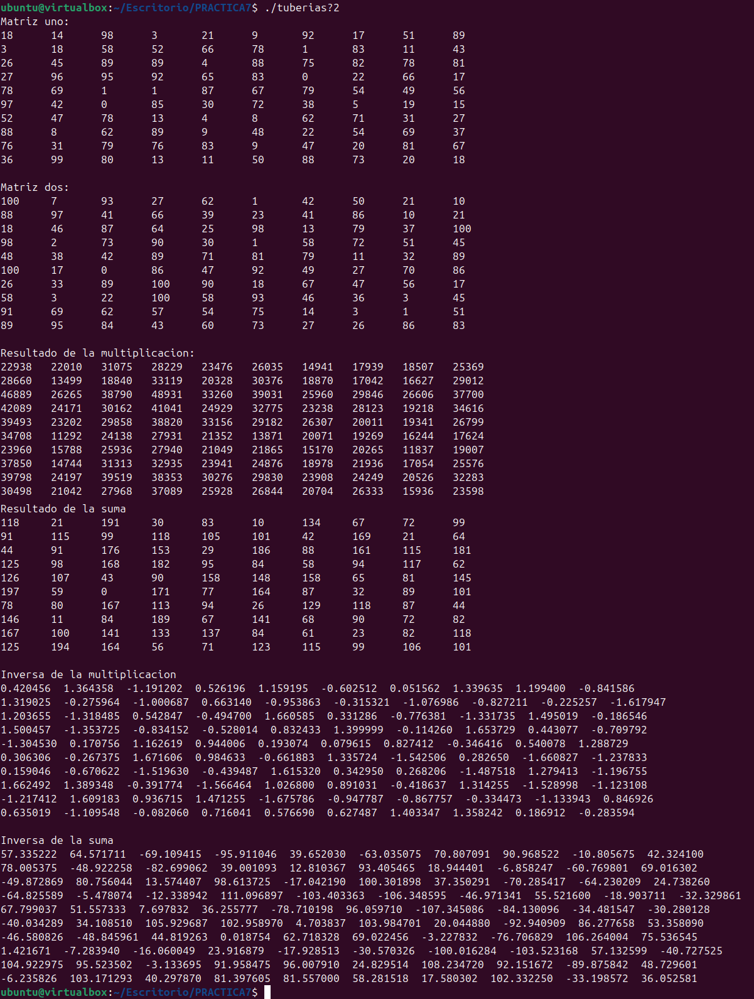 ubuntu@virtualbox:~/Escritorio/PRACTICA7$ ./tuberias?2
Matriz uno:
18 14 98 3 21 9 92 17 51 89
3 18 58 52 66 78 1 83 11 43
26 45 89 89 4 88 75 82 78 81
27 96 95 92 65 83 0 22 66 17
78 69 1 1 87 67 79 54 49 56
97 42 0 85 30 72 38 5 19 15
52 47 78 13 4 8 62 71 31 27
88 8 62 89 9 48 22 54 69 37
76 31 79 76 83 9 47 20 81 67
36 99 80 13 11 50 88 73 20 18
Matriz dos:
100 7 93 27 62 1 42 50 21 10
88 97 41 66 39 23 41 86 10 21
18 46 87 64 25 98 13 79 37 100
98 2 73 90 30 1 58 72 51 45
48 38 42 89 71 81 79 11 32 89
100 17 0 86 47 92 49 27 70 86
26 33 89 100 90 18 67 47 56 17
58 3 22 100 58 93 46 36 3 45
91 69 62 57 54 75 14 3 1 51
89 95 84 43 60 73 27 26 86 83
Resultado de la multiplicacion:
22938 22010 31075 28229 23476 26035 14941 17939 18507 25369
28660 13499 18840 33119 20328 30376 18870 17042 16627 29012
46889 26265 38790 48931 33260 39031 25960 29846 26606 37700
42089 24171 30162 41041 24929 32775 23238 28123 19218 34616
39493 23202 29858 38820 33156 29182 26307 20011 19341 26799
34708 11292 24138 27931 21352 13871 20071 19269 16244 17624
23960 15788 25936 27940 21049 21865 15170 20265 11837 19007
37850 14744 31313 32935 23941 24876 18978 21936 17054 25576
39798 24197 39519 38353 30276 29830 23908 24249 20526 32283
30498 21042 27968 37089 25928 26844 20704 26333 15936 23598
Resultado de la suma
118 21 191 30 83 10 134 67 72 99
91 115 99 118 105 101 42 169 21 64
44 91 176 153 29 186 88 161 115 181
125 98 168 182 95 84 58 94 117 62
126 107 43 90 158 148 158 65 81 145
197 59 0 171 77 164 87 32 89 101
78 80 167 113 94 26 129 118 87 44
146 11 84 189 67 141 68 90 72 82
167 100 141 133 137 84 61 23 82 118
125 194 164 56 71 123 115 99 106 101
Inversa de la multiplicacion
0.420456 1.364358 -1.191202 0.526196 1.159195 -0.602512 0.051562 1.339635 1.199400 -0.841586
1.319025 -0.275964 -1.000687 0.663140 -0.953863 -0.315321 -1.076986 -0.827211 -0.225257 -1.617947
1.203655 -1.318485 0.542847 -0.494700 1.660585 0.331286 -0.776381 -1.331735 1.495019 -0.186546
1.500457 -1.353725 -0.834152 -0.528014 0.832433 1.399999 -0.114260 1.653729 0.443077 -0.709792
-1.304530 0.170756 1.162619 0.944006 0.193074 0.079615 0.827412 -0.346416 0.540078 1.288729
0.306306 -0.267375 1.671606 0.984633 -0.661883 1.335724 -1.542506 0.282650 -1.660827 -1.237833
0.159046 -0.670622 -1.519630 -0.439487 1.615320 0.342950 0.268206 -1.487518 1.279413 -0.196755
1.662492 1.389348 -0.391774 -1.566464 1.026800 0.891031 -0.418637 1.314255 -1.528998 -1.123108
-1.217412 1.609183 0.936715 1.471255 -1.675786 -0.947787 -0.867757 -0.334473 -1.133943 0.846926
0.635019 -1.109548 -0.082060 0.716041 0.576690 0.627487 1.403347 1.358242 0.186912 -0.283594
Inversa de la suma
57.335222 64.571711 -69.109415 -95.911046 39.652030 -63.035075 70.807091 90.968522 -10.805675 42.324100
78.005375 -48.922258 -82.699062 39.001093 12.810367 93.405465 18.944401 -6.858247 -60.769801 69.016302
-49.872869 80.756044 13.574407 98.613725 -17.042190 100.301898 37.350291 -70.285417 -64.230209 24.738260
-64.825589 -5.478074 -12.338942 111.096897 -103.403363 -106.348595 -46.971341 55.521600 -18.903711 -32.329861
67.799037 51.557333 7.697832 36.255777 -78.710198 96.059710 -107.345086 -84.130096 -34.481547 -30.280128
-40.034289 34.108510 105.929687 102.958970 4.703837 103.984701 20.044880 -92.940909 86.277658 53.358090
-46.580826 -48.845961 44.819263 0.018754 62.718328 69.022456 -3.227832 -76.706829 106.264004 75.536545
1.421671 -7.283940 -16.060049 23.916879 -17.928513 -30.570326 -100.016284 -103.523168 57.132599 -40.727525
104.922975 95.523502 -3.133695 91.958475 96.007910 24.829514 108.234720 92.151672 -89.875842 48.729601
-6.235826 103.171293 40.297870 81.397605 81.557000 58.281518 17.580302 102.332250 -33.198572 36.052581
ubuntu@virtualbox:~/Escritorio/PRACTICA7$